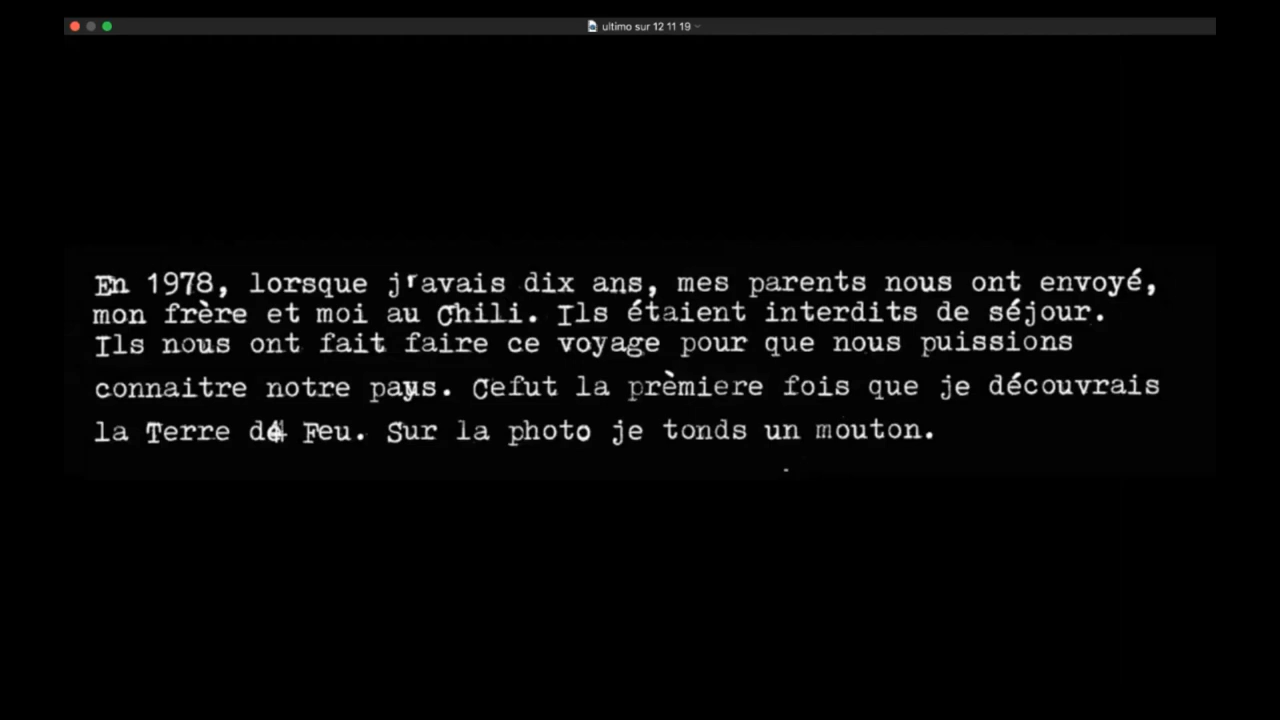 ultimo sur 12 11 19
En 1978, lorsque j'avais dix ans, mes parents nous ont envoyé,
mon frère et moi au Chili. Ils étaient interdits de séjour.
Ils nous ont fait faire ce voyage pour que nous puissions
connaitre notre pays. Cefut la prèmiere fois que je découvrais
la Terre de Feu. Sur la photo je tonds un mouton.